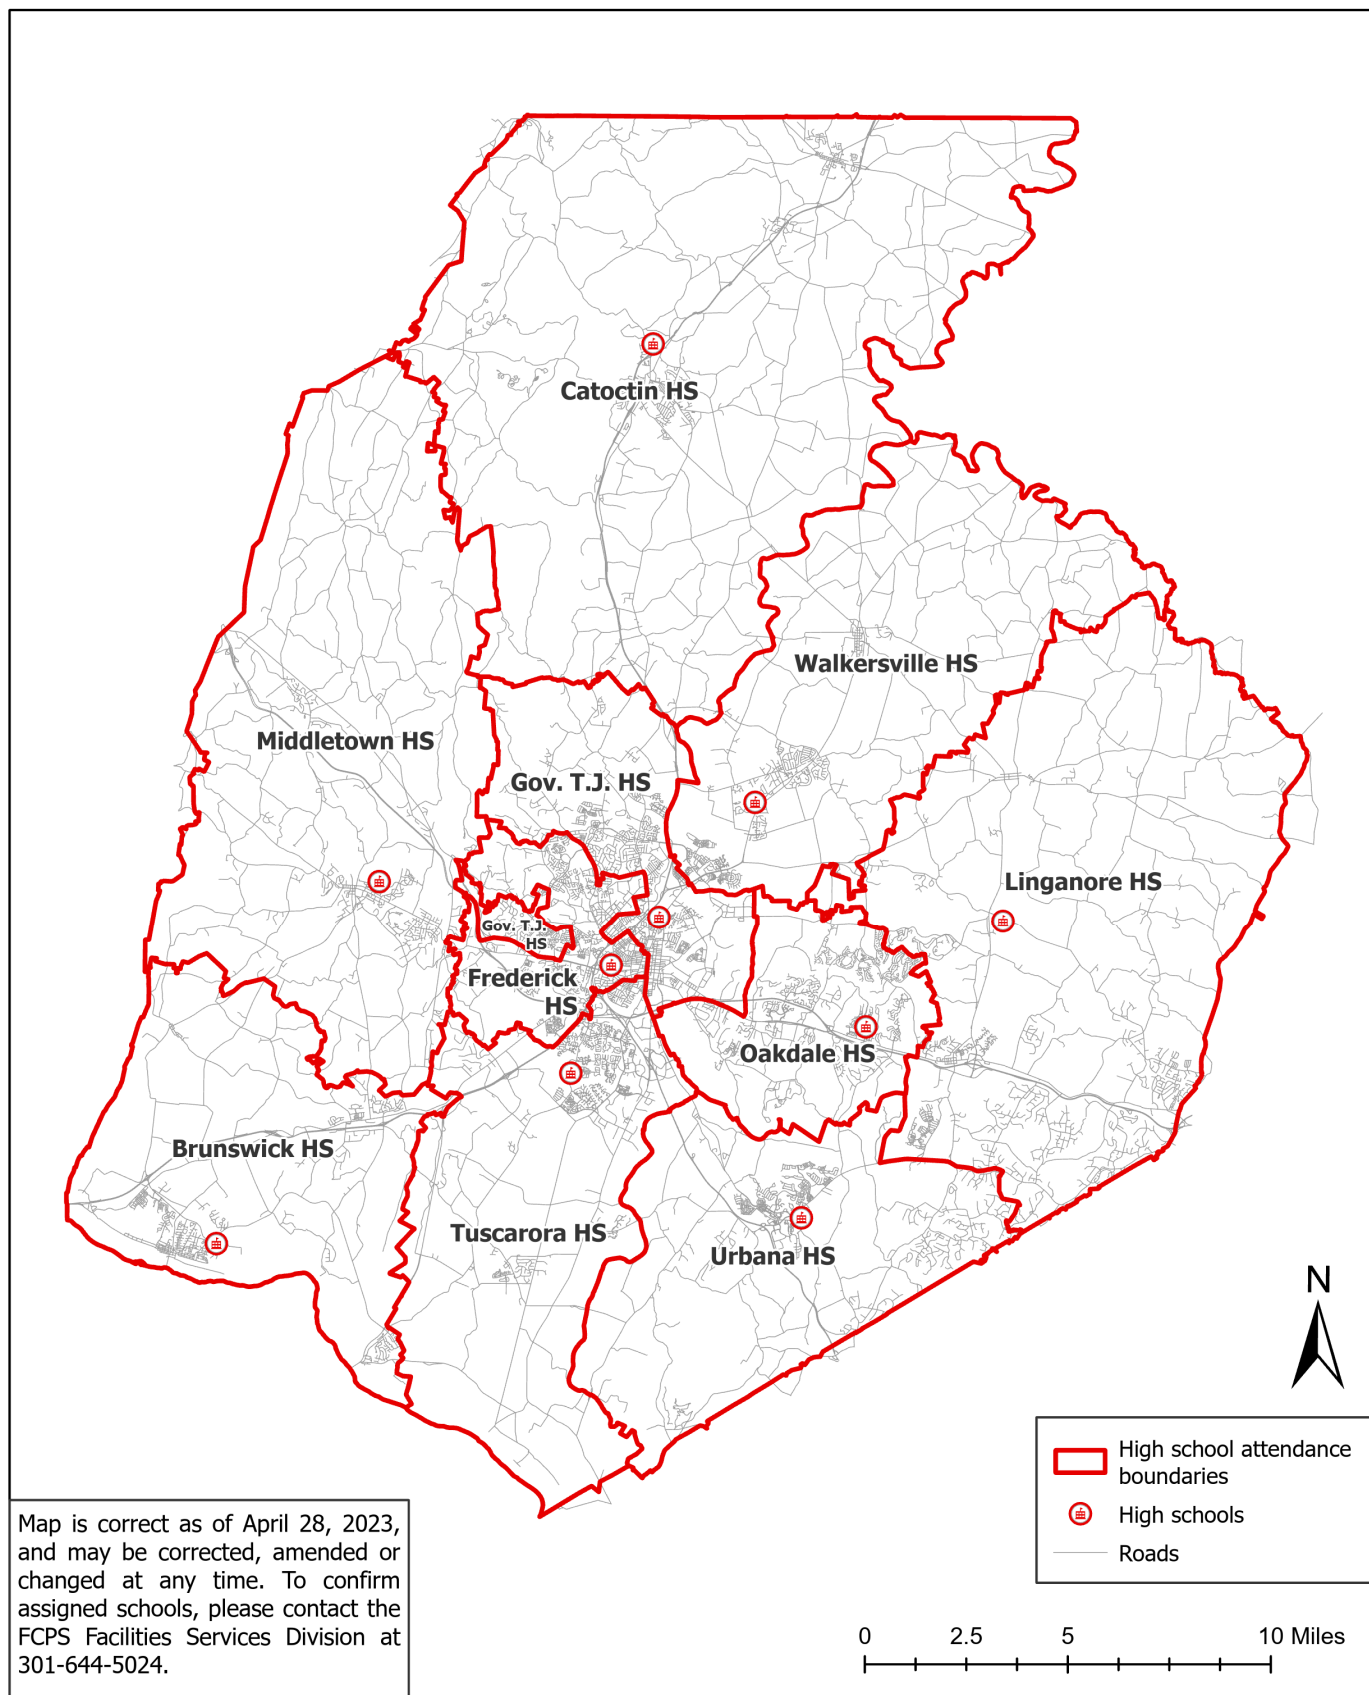 Catoctin HS
Walkersville HS
Middletown HS
Gov. T.J. HS
Linganore HS
Gov. T.J.
HS
Frederick
HS
Oakdale HS
Brunswick HS
Tuscarora HS
Urbana HS
N
High school attendance
boundaries
High schools
Roads
Map is correct as of April 28, 2023,
and may be corrected, amended or
changed at any time. To confirm
assigned schools, please contact the
FCPS Facilities Services Division at
301-644-5024.
0 2.5 5 10 Miles